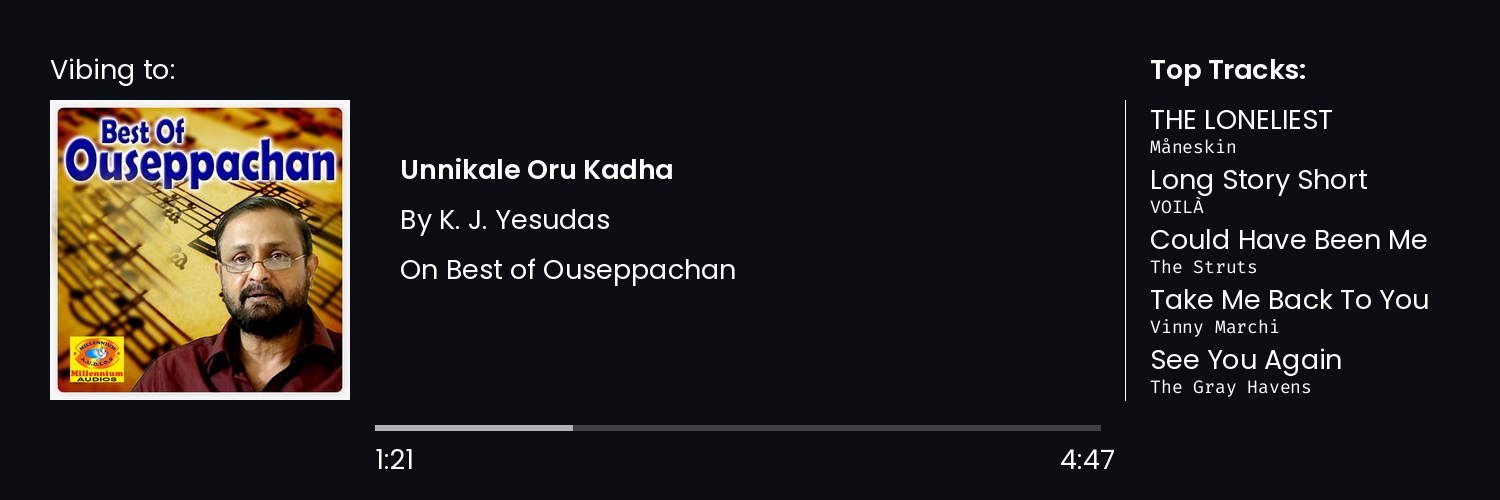 Vibing to:
Best Of
Ouseppachan
MILLENNIUM
AUDIOS
Millennium
AUDIOS
Unnikale Oru Kadha
By K. J. Yesudas
On Best of Ouseppachan
1:21
4:47
Top Tracks:
THE LONELIEST
Måneskin
Long Story Short
VOILÀ
Could Have Been Me
The Struts
Take Me Back To You
Vinny Marchi
See You Again
The Gray Havens